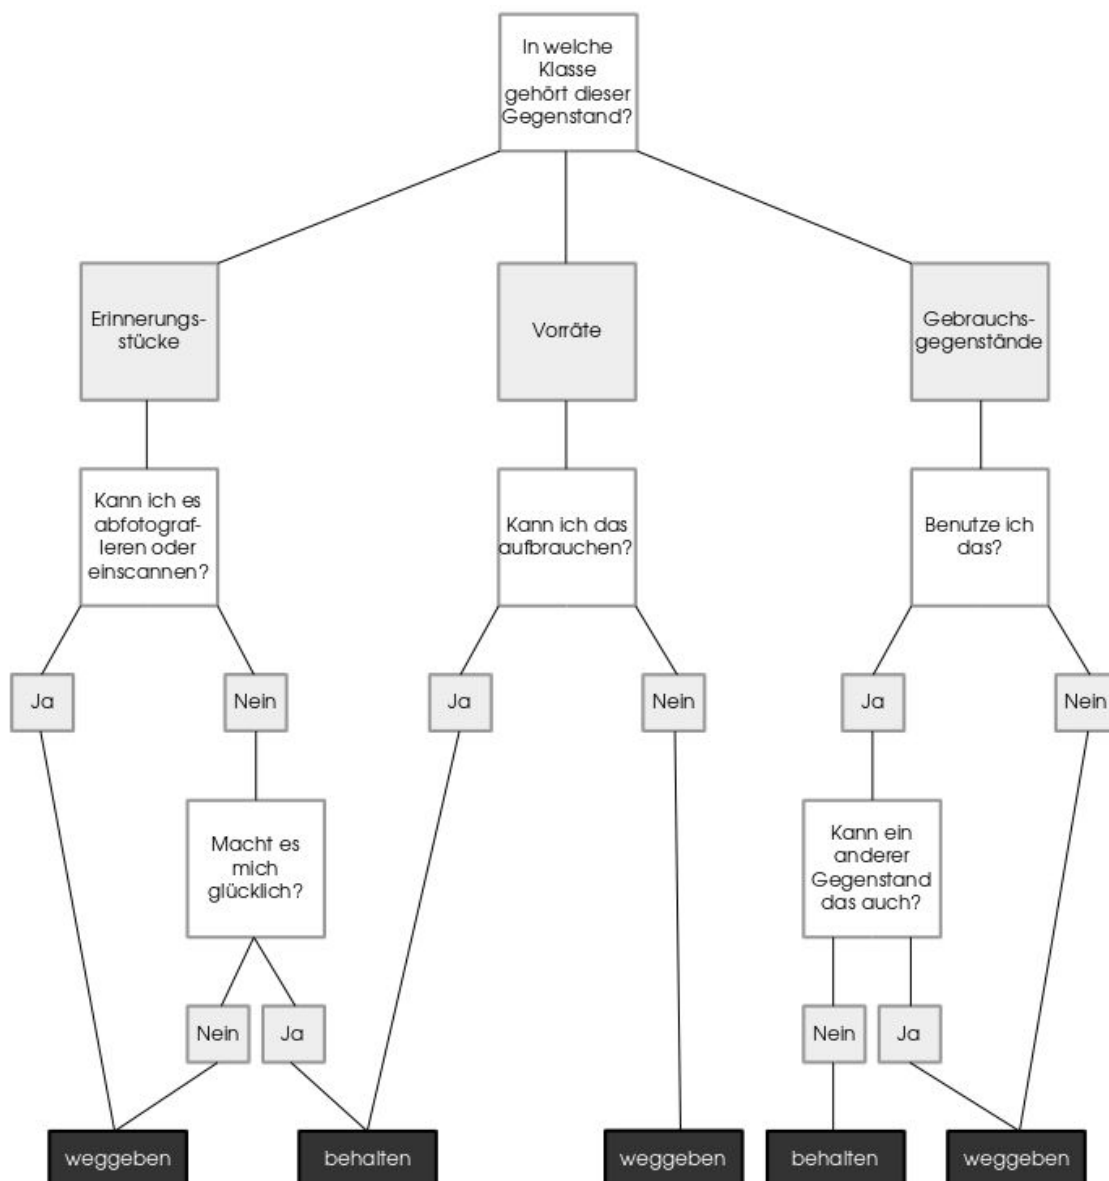 In welche
Klasse
gehört dieser
Gegenstand?
Erinnerungs-
stücke
Vorräte
Gebrauchs-
gegenstände
Kann ich es
abfotograf-
leren oder
einscannen?
Kann ich das
aufbrauchen?
Benutze ich
das?
Ja
Nein
Ja
Nein
Ja
Nein
Macht es
mich
glücklich?
Kann ein
anderer
Gegenstand
das auch?
Nein
Ja
Nein
Ja
weggeben
behalten
weggeben
behalten
weggeben